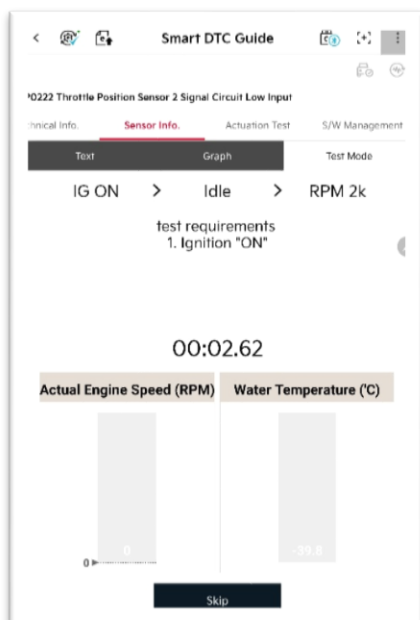 Smart DTC Guide
0222 Throttle Position Sensor 2 Signal Circuit Low Input
hnical Info. Sensor Info. Actuation Test S/W Management
Text Graph Test Mode
IG ON > Idle > RPM 2k
test requirements
1. Ignition "ON"
00:02.62
Actual Engine Speed (RPM) Water Temperature ('C)
0 -39.8
0
Skip